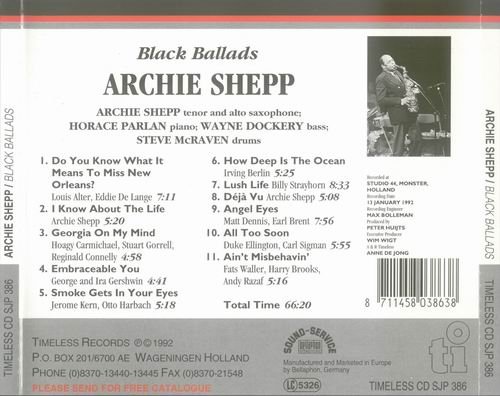 Black Ballads
ARCHIE SHEPP
ARCHIE SHEPP tenor and alto saxophone;
HORACE PARLAN piano; WAYNE DOCKERY bass;
STEVE McRAVEN drums
1. Do You Know What It
Means To Miss New
Orleans?
Louis Alter, Eddie De Lange 7:11
2. I Know About The Life
Archie Shepp 5:20
3. Georgia On My Mind
Hoagy Carmichael, Stuart Gorrell,
Reginald Connelly 4:58
4. Embraceable You
George and Ira Gershwin 4:41
5. Smoke Gets In Your Eyes
Jerome Kern, Otto Harbach 5:18
6. How Deep Is The Ocean
Irving Berlin 5:25
7. Lush Life Billy Strayhorn 8:33
8. Déjà Vu Archie Shepp 5:08
9. Angel Eyes
Matt Dennis, Earl Brent 7:56
10. All Too Soon
Duke Ellington, Carl Sigman 5:55
11. Ain't Misbehavin'
Fats Waller, Harry Brooks,
Andy Razaf 5:16
Total Time 66:20
Recorded at
STUDIO 44, MONSTER,
HOLLAND
Recording Date
13 JANUARY 1992
Recording Engineer
MAX BOLLEMAN
Produced by
PETER HUIJTS
Executive Producer
WIM WIGT
A & R Timeless
ANNE DE JONG
8 711458 038638
TIMELESS RECORDS ℗ © 1992
P.O. BOX 201/6700 AE WAGENINGEN HOLLAND
PHONE (0)8370-13440-13445 FAX (0)8370-21548
PLEASE SEND FOR FREE CATALOGUE
SOUND-SERVICE
BELLAPHON
Manufactured and Marketed in Europe
by Bellaphon, Germany
LC 5326
ti
TIMELESS CD SJP 386
ARCHIE SHEPP / BLACK BALLADS
TIMELESS CD SJP 386
ARCHIE SHEPP / BLACK BALLADS
TIMELESS CD SJP 386